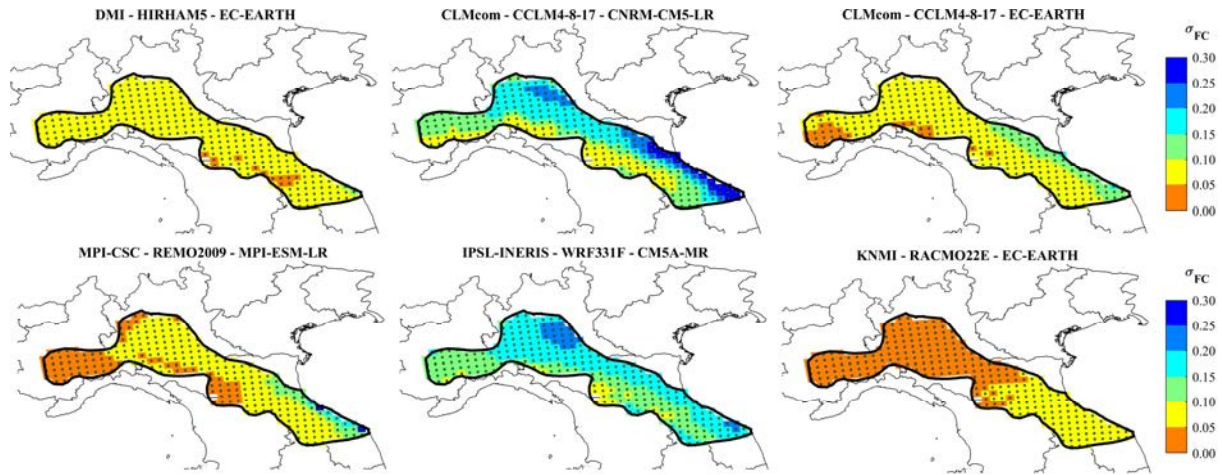 DMI - HIRHAM5 - EC-EARTH
CLMcom - CCLM4-8-17 - CNRM-CM5-LR
CLMcom - CCLM4-8-17 - EC-EARTH
σFC
0.30
0.25
0.20
0.15
0.10
0.05
0.00
MPI-CSC - REMO2009 - MPI-ESM-LR
IPSL-INERIS - WRF331F - CM5A-MR
KNMI - RACMO22E - EC-EARTH
σFC
0.30
0.25
0.20
0.15
0.10
0.05
0.00